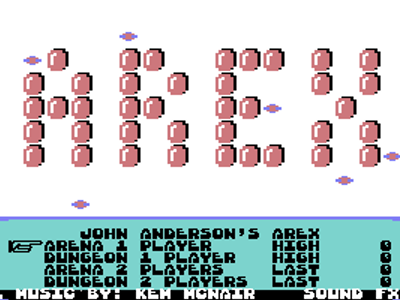 AREX
JOHN ANDERSON'S AREX
ARENA 1 PLAYER HIGH 0
DUNGEON 1 PLAYER HIGH 0
ARENA 2 PLAYERS LAST 0
DUNGEON 2 PLAYERS LAST 0
. MUSIC BY: KEM MCNAIR SOUND FX